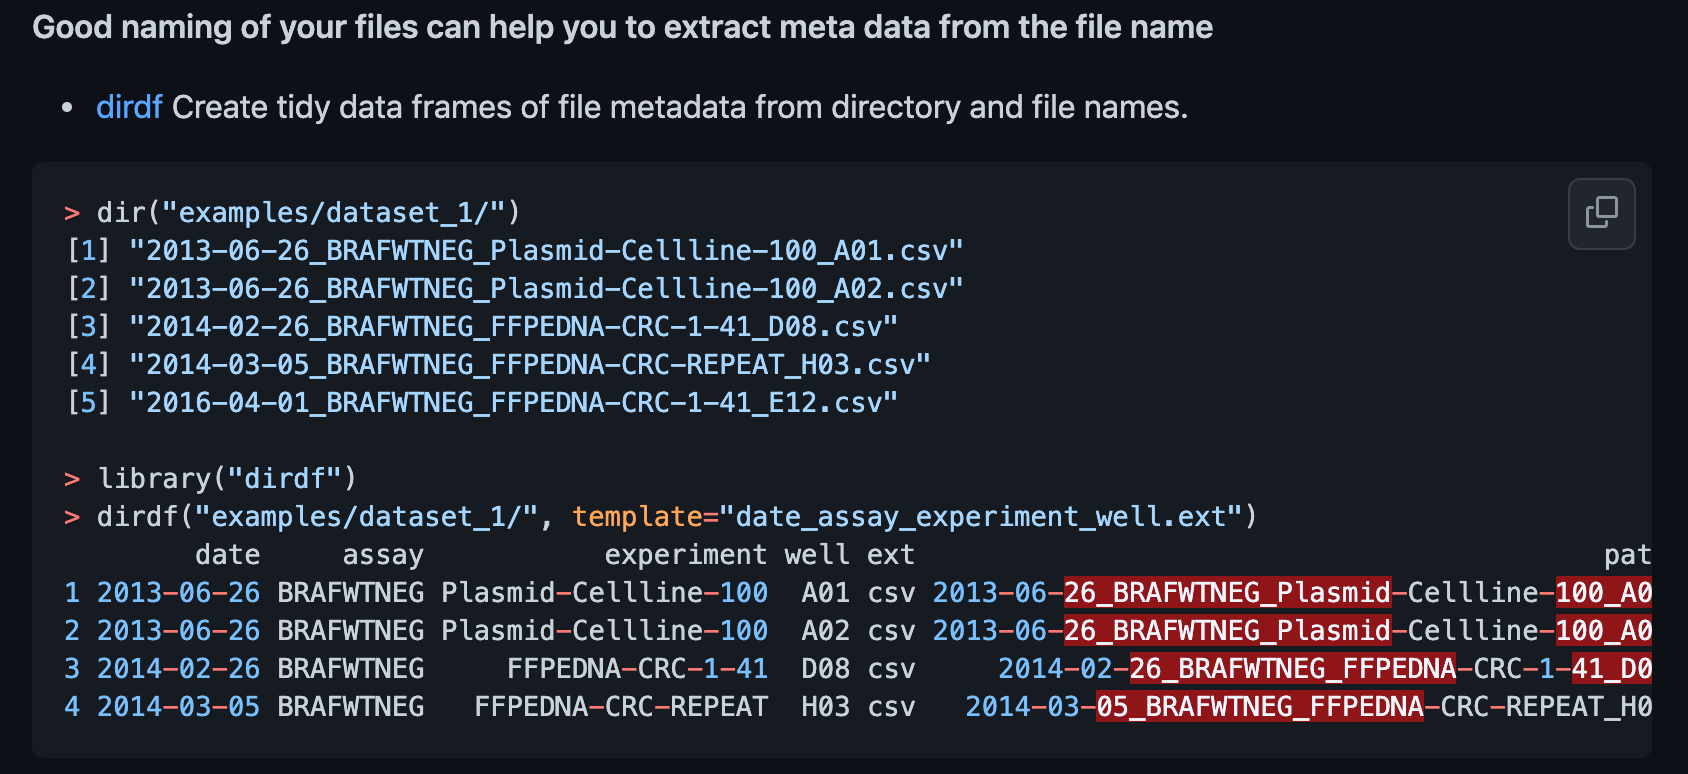 Good naming of your files can help you to extract meta data from the file name
• dirdf Create tidy data frames of file metadata from directory and file names.
> dir("examples/dataset_1/")
[1] "2013-06-26_BRAFWTNEG_Plasmid-Cellline-100_A01.csv"
[2] "2013-06-26_BRAFWTNEG_Plasmid-Cellline-100_A02.csv"
[3] "2014-02-26_BRAFWTNEG_FFPEDNA-CRC-1-41_D08.csv"
[4] "2014-03-05_BRAFWTNEG_FFPEDNA-CRC-REPEAT_H03.csv"
[5] "2016-04-01_BRAFWTNEG_FFPEDNA-CRC-1-41_E12.csv"
> library("dirdf")
> dirdf("examples/dataset_1/", template="date_assay_experiment_well.ext")
date assay experiment well ext pat
1 2013-06-26 BRAFWTNEG Plasmid-Cellline-100 A01 csv 2013-06-26_BRAFWTNEG_Plasmid-Cellline-100_A0
2 2013-06-26 BRAFWTNEG Plasmid-Cellline-100 A02 csv 2013-06-26_BRAFWTNEG_Plasmid-Cellline-100_A0
3 2014-02-26 BRAFWTNEG FFPEDNA-CRC-1-41 D08 csv 2014-02-26_BRAFWTNEG_FFPEDNA-CRC-1-41_D0
4 2014-03-05 BRAFWTNEG FFPEDNA-CRC-REPEAT H03 csv 2014-03-05_BRAFWTNEG_FFPEDNA-CRC-REPEAT_H0